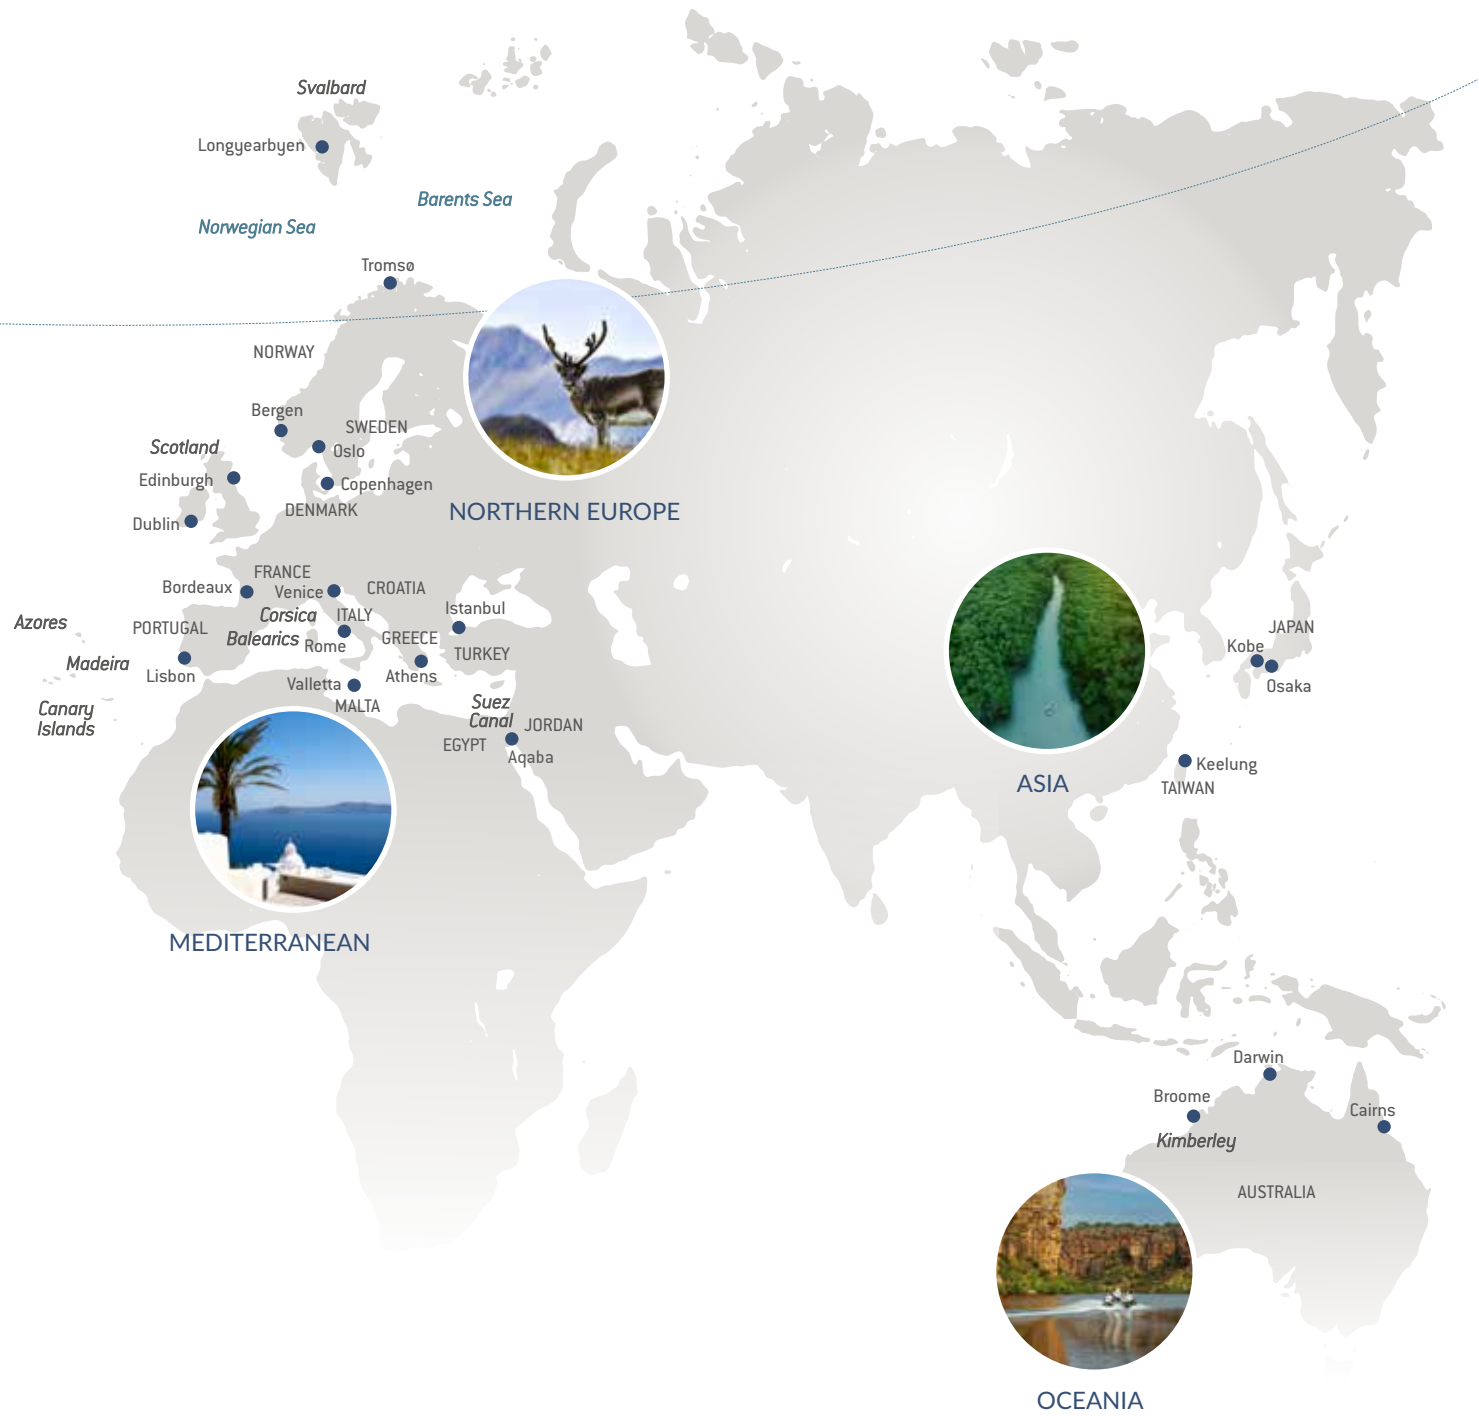 Svalbard
Longyearbyen
Barents Sea
Norwegian Sea
Tromsø
NORWAY
Bergen
SWEDEN
Oslo
Scotland
Edinburgh
Copenhagen
DENMARK
NORTHERN EUROPE
Dublin
FRANCE
Bordeaux
Venice
CROATIA
Istanbul
Corsica
ITALY
Azores
PORTUGAL
Balearics
Rome
GREECE
TURKEY
Madeira
Lisbon
Athens
Valletta
MALTA
Canary
Islands
Suez
Canal
JORDAN
EGYPT
Aqaba
JAPAN
Kobe
Osaka
Keelung
TAIWAN
ASIA
MEDITERRANEAN
Darwin
Broome
Cairns
Kimberley
AUSTRALIA
OCEANIA